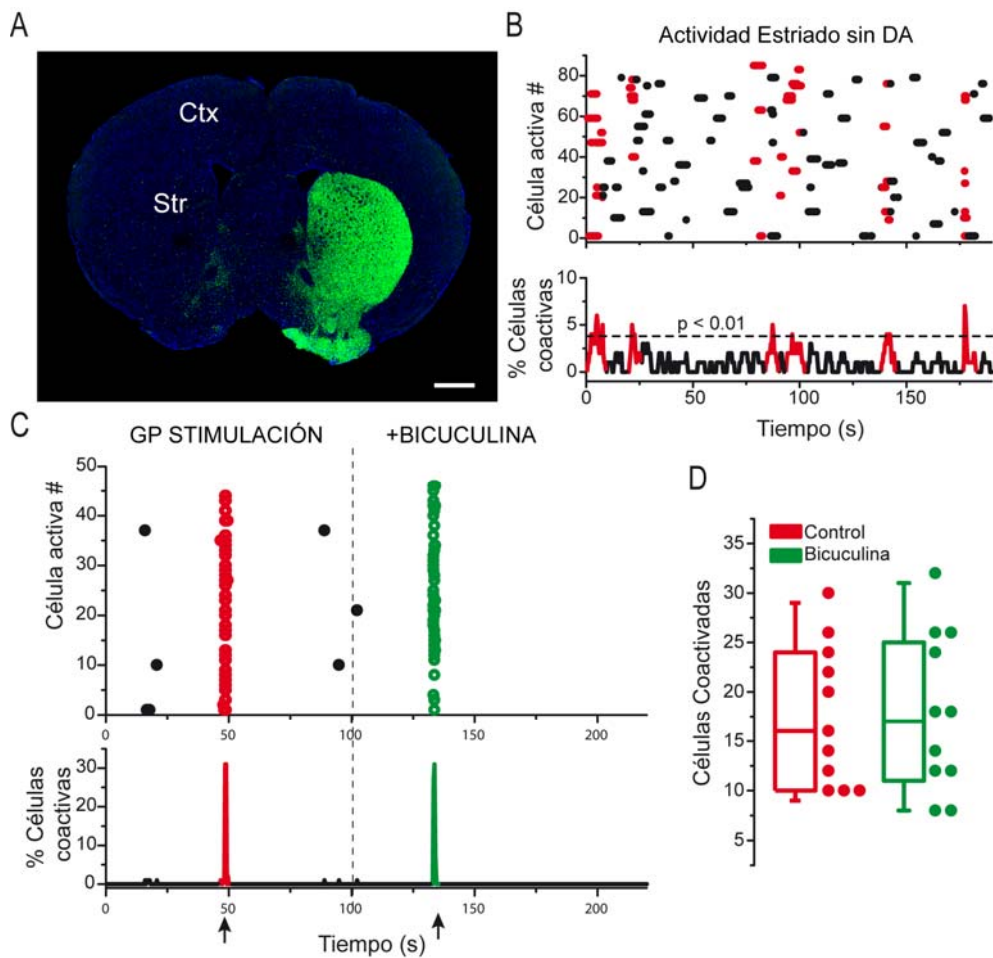 A
Ctx
Str
B
Actividad Estriado sin DA
Célula activa #
80
60
40
20
0
% Células
coactivas
10
5
0
p < 0.01
0
50
100
150
Tiempo (s)
C
GP STIMULACIÓN
+BICUCULINA
Célula activa #
50
40
30
20
10
0
0
50
100
150
200
% Células
coactivas
30
20
10
0
0
50
100
150
200
Tiempo (s)
D
Control
Bicuculina
Células Coactivadas
35
30
25
20
15
10
5